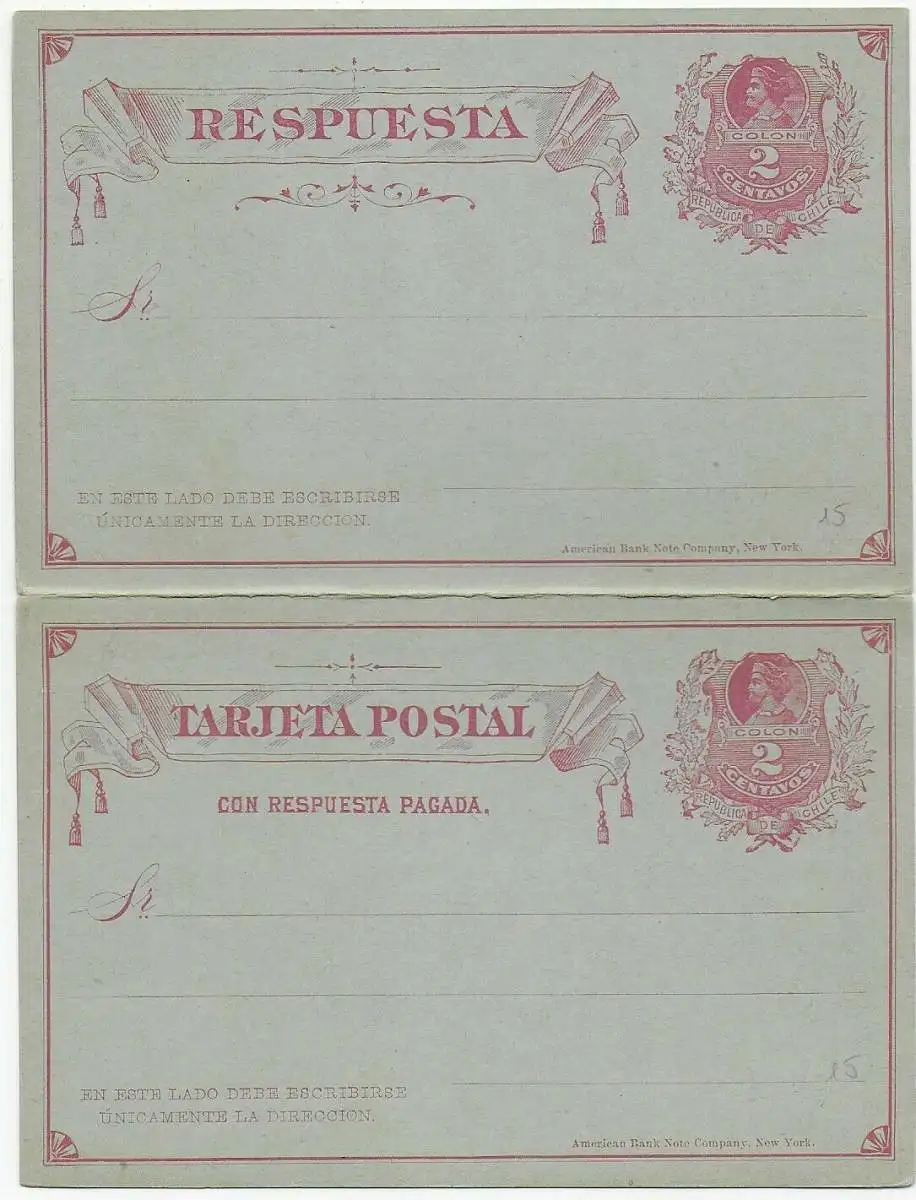 RESPUESTA
COLON
2
CENTAVOS
REPUBLICA DE CHILE
Sr.
EN ESTE LADO DEBE ESCRIBIRSE
ÚNICAMENTE LA DIRECCION.
15
American Bank Note Company, New York.
TARJETA POSTAL
CON RESPUESTA PAGADA.
COLON
2
CENTAVOS
REPUBLICA DE CHILE
Sr.
15
EN ESTE LADO DEBE ESCRIBIRSE
ÚNICAMENTE LA DIRECCION.
American Bank Note Company, New York.